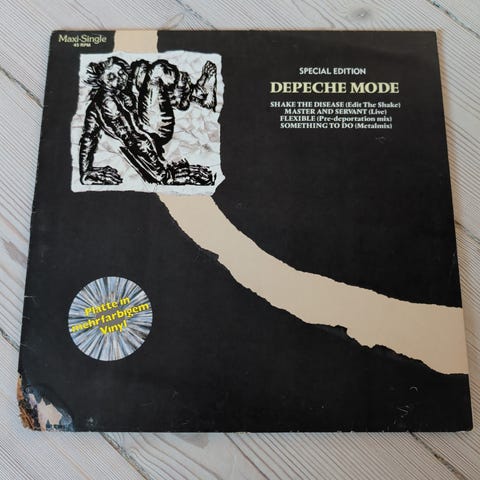 Maxi-Single
45 RPM
SPECIAL EDITION
DEPECHE MODE
SHAKE THE DISEASE (Edit The Shake)
MASTER AND SERVANT (Live)
FLEXIBLE (Pre-deportation mix)
SOMETHING TO DO (Metalmix)
Platte in
mehrfarbigem
Vinyl